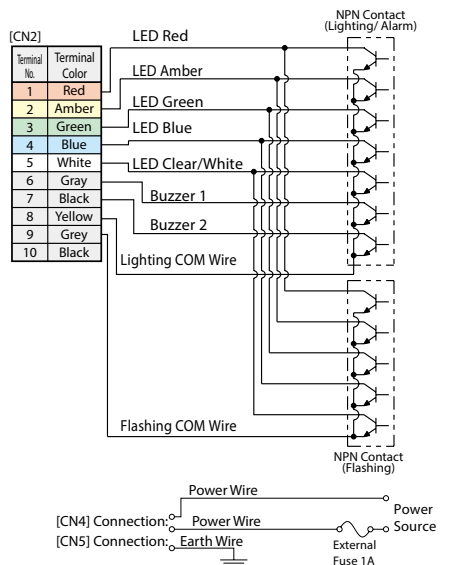 NPN Contact
(Lighting/ Alarm)
[CN2]
LED Red
Terminal No.
Terminal Color
1 Red
2 Amber
3 Green
4 Blue
5 White
6 Gray
7 Black
8 Yellow
9 Grey
10 Black
LED Amber
LED Green
LED Blue
LED Clear/White
Buzzer 1
Buzzer 2
Lighting COM Wire
Flashing COM Wire
NPN Contact
(Flashing)
Power Wire
[CN4] Connection: Power Wire
Power
Source
[CN5] Connection: Earth Wire
External
Fuse 1A